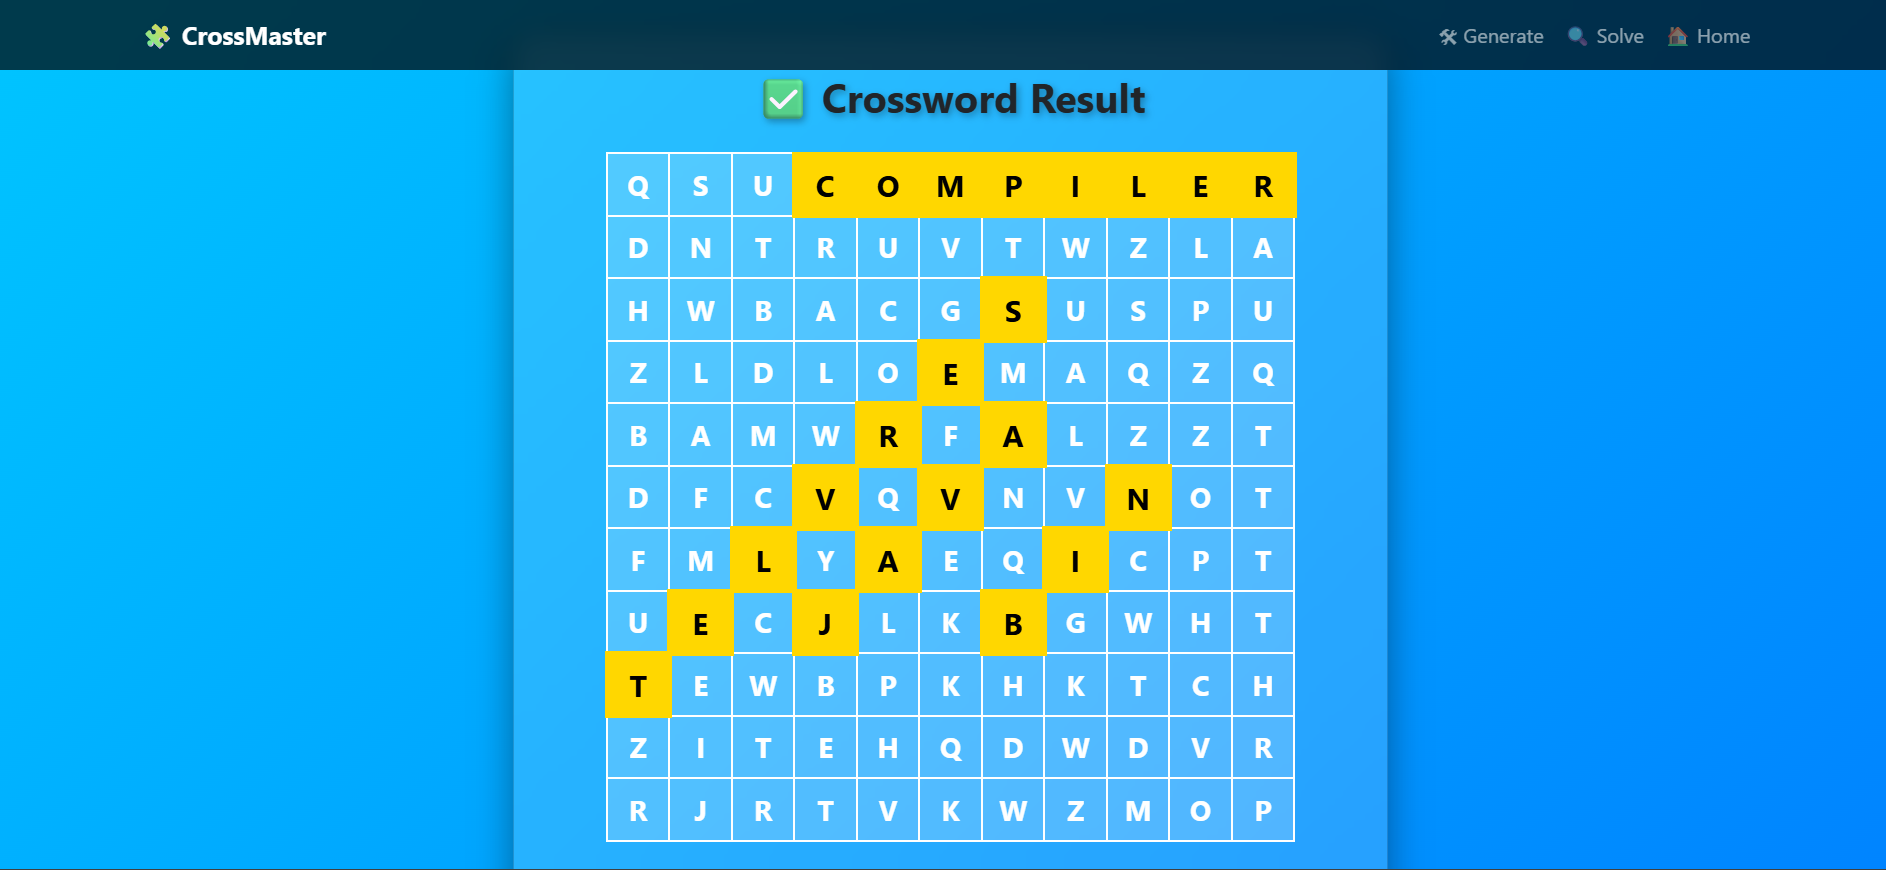 🧩 CrossMaster
🛠 Generate 🔍 Solve 🏠 Home
✅ Crossword Result
Q S U C O M P I L E R
D N T R U V T W Z L A
H W B A C G S U S P U
Z L D L O E M A Q Z Q
B A M W R F A L Z Z T
D F C V Q V N V N O T
F M L Y A E Q I C P T
U E C J L K B G W H T
T E W B P K H K T C H
Z I T E H Q D W D V R
R J R T V K W Z M O P